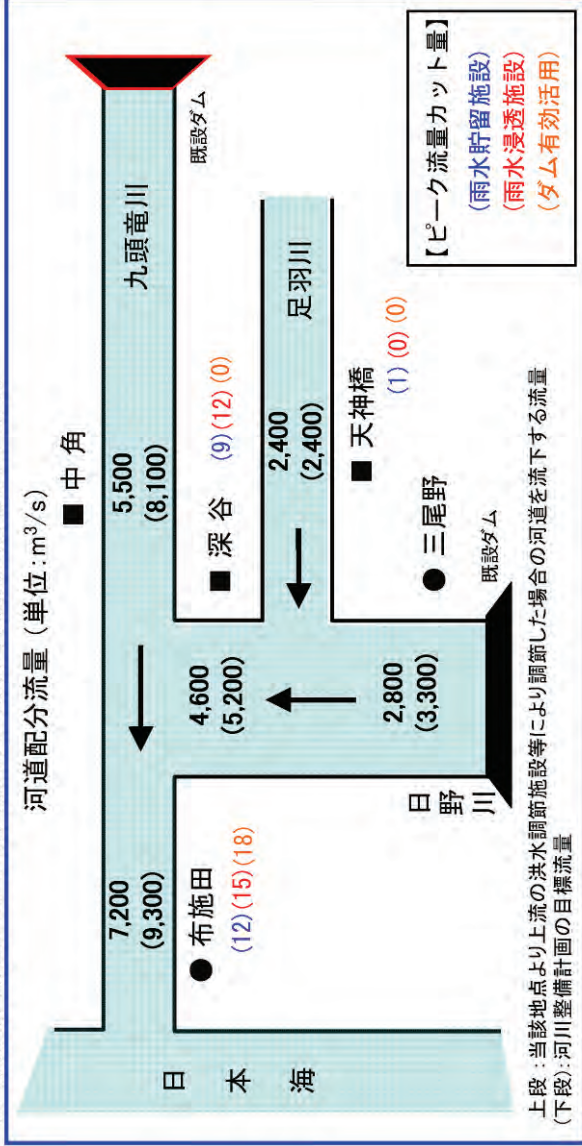 河道配分流量 (単位:m³/s)
■中角
九頭竜川
既設ダム
5,500
(8,100)
7,200
(9,300)
●布施田
(12)(15)(18)
日本海
■深谷 (9)(12)(0)
4,600
(5,200)
足羽川
2,400
(2,400)
■天神橋
(1)(0)(0)
●三尾野
既設ダム
2,800
(3,300)
日野川
【ピーク流量カット量】
(雨水貯留施設)
(雨水浸透施設)
(ダム有効活用)
上段:当該地点より上流の洪水調節施設等により調節した場合の河道を流下する流量
(下段):河川整備計画の目標流量